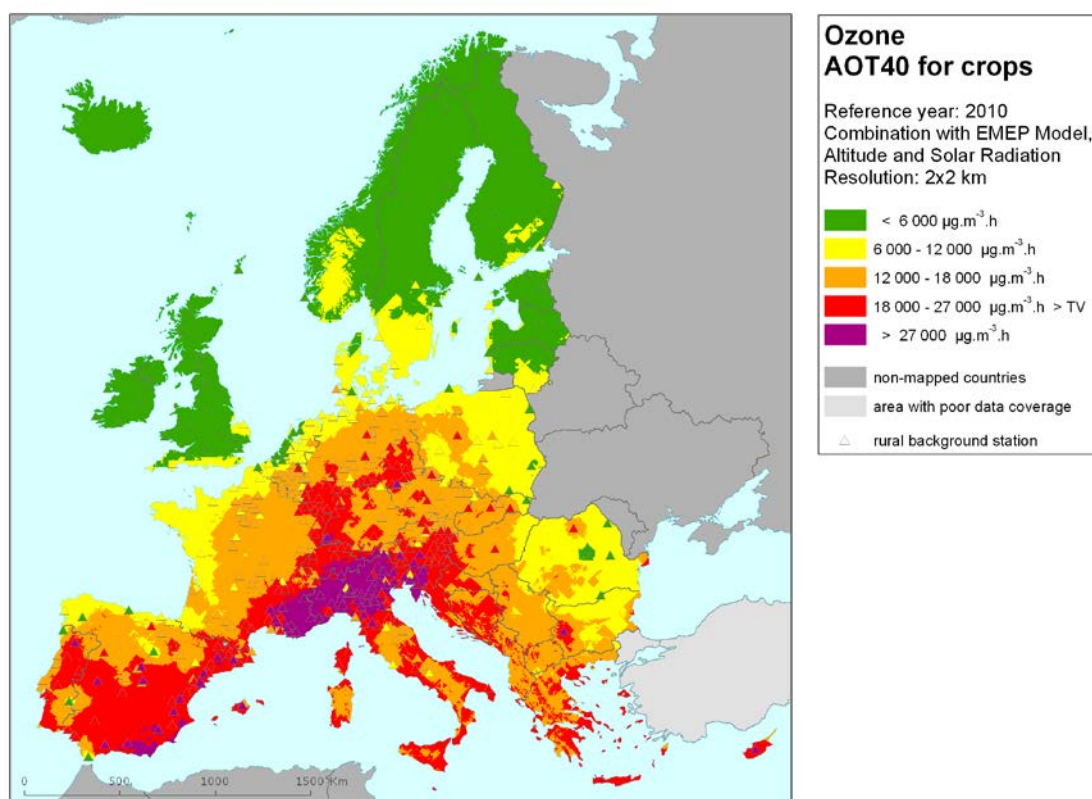 Ozone
AOT40 for crops
Reference year: 2010
Combination with EMEP Model,
Altitude and Solar Radiation
Resolution: 2x2 km
< 6 000 µg.m⁻³.h
6 000 - 12 000 µg.m⁻³.h
12 000 - 18 000 µg.m⁻³.h
18 000 - 27 000 µg.m⁻³.h > TV
> 27 000 µg.m⁻³.h
non-mapped countries
area with poor data coverage
rural background station
0 500 1000 1500 Km